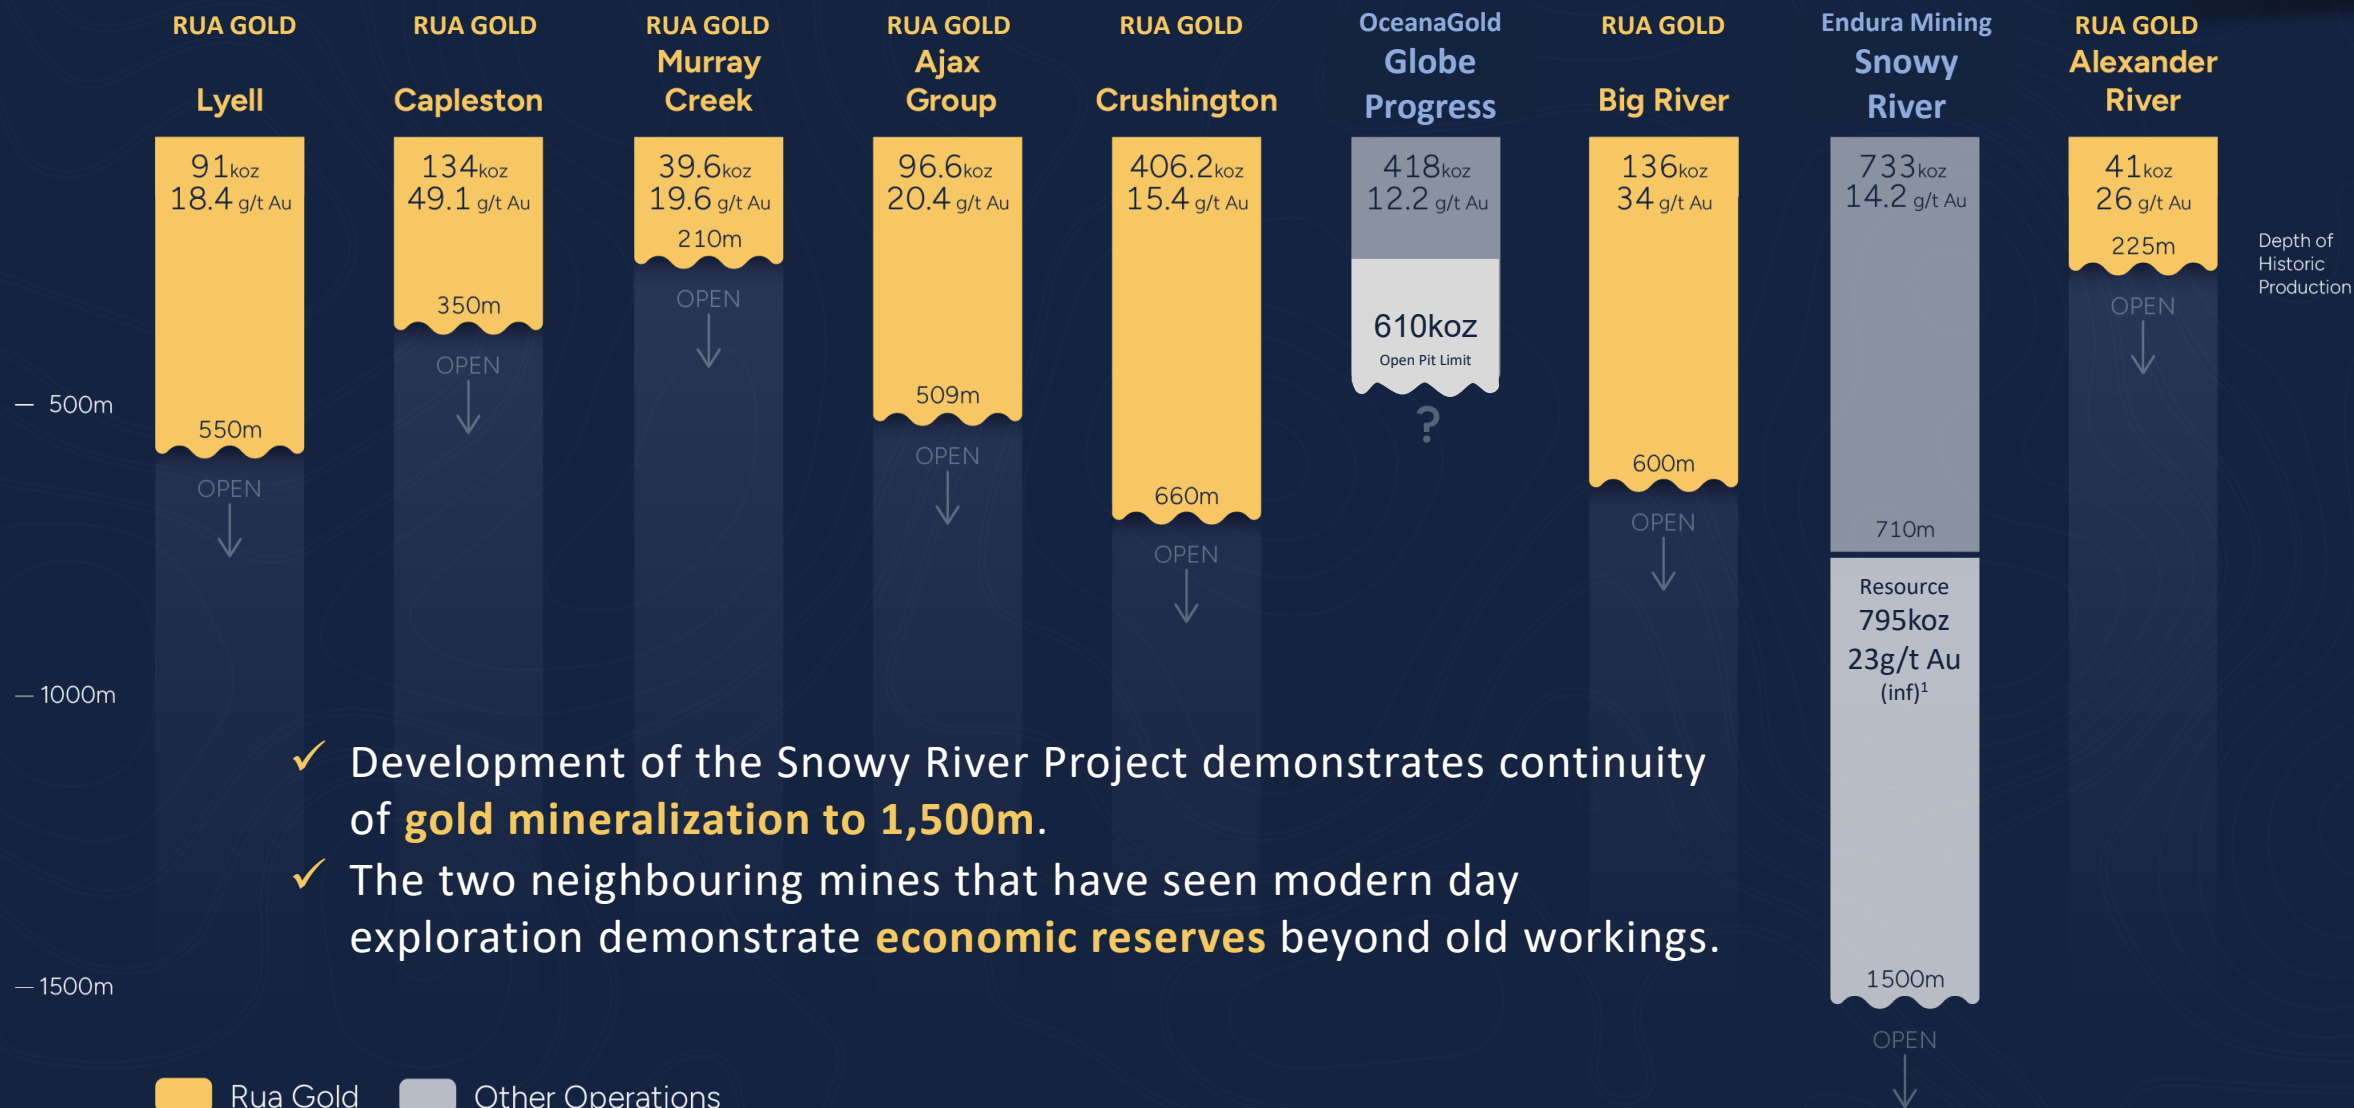 RUA GOLD
Lyell
91koz
18.4 g/t Au
550m
OPEN
RUA GOLD
Capleston
134koz
49.1 g/t Au
350m
OPEN
RUA GOLD
Murray
Creek
39.6koz
19.6 g/t Au
210m
OPEN
RUA GOLD
Ajax
Group
96.6koz
20.4 g/t Au
509m
OPEN
RUA GOLD
Crushington
406.2koz
15.4 g/t Au
660m
OPEN
OceanaGold
Globe
Progress
418koz
12.2 g/t Au
610koz
Open Pit Limit
?
RUA GOLD
Big River
136koz
34 g/t Au
600m
OPEN
Endura Mining
Snowy
River
733koz
14.2 g/t Au
710m
Resource
795koz
23g/t Au
(inf)¹
1500m
OPEN
RUA GOLD
Alexander
River
41koz
26 g/t Au
225m
OPEN
Depth of
Historic
Production
— 500m
— 1000m
— 1500m
✓ Development of the Snowy River Project demonstrates continuity
of gold mineralization to 1,500m.
✓ The two neighbouring mines that have seen modern day
exploration demonstrate economic reserves beyond old workings.
Rua Gold
Other Operations